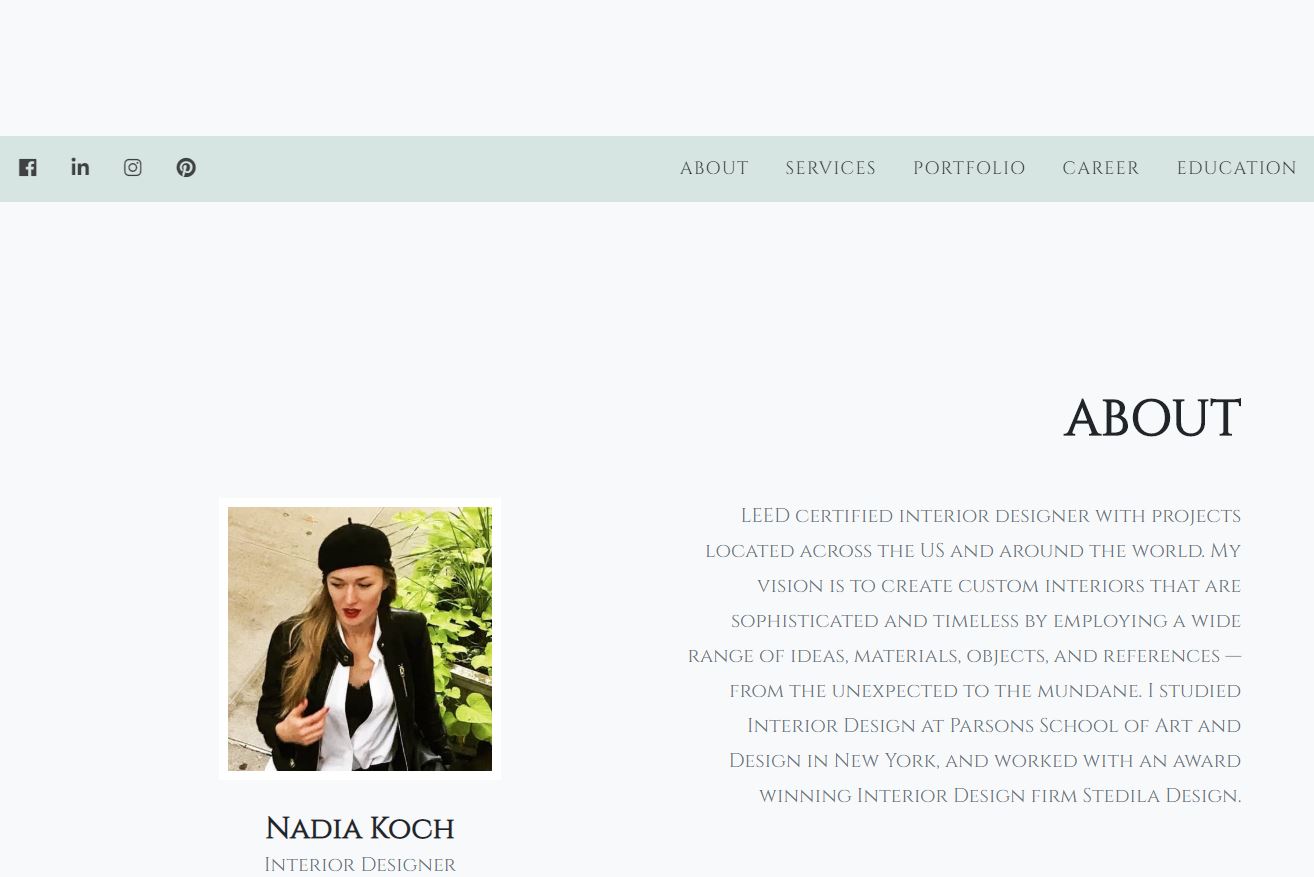 ABOUT SERVICES PORTFOLIO CAREER EDUCATION
ABOUT
LEED CERTIFIED INTERIOR DESIGNER WITH PROJECTS
LOCATED ACROSS THE US AND AROUND THE WORLD. MY
VISION IS TO CREATE CUSTOM INTERIORS THAT ARE
SOPHISTICATED AND TIMELESS BY EMPLOYING A WIDE
RANGE OF IDEAS, MATERIALS, OBJECTS, AND REFERENCES —
FROM THE UNEXPECTED TO THE MUNDANE. I STUDIED
INTERIOR DESIGN AT PARSONS SCHOOL OF ART AND
DESIGN IN NEW YORK, AND WORKED WITH AN AWARD
WINNING INTERIOR DESIGN FIRM STEDILA DESIGN.
NADIA KOCH
INTERIOR DESIGNER